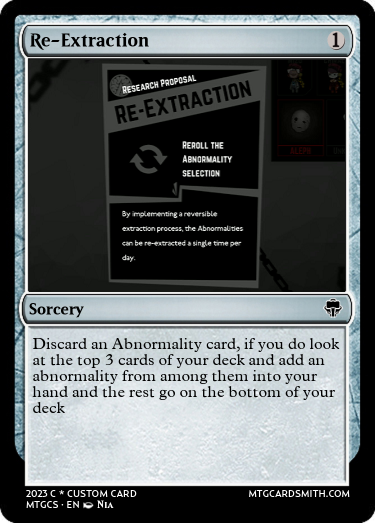 Re-Extraction 1
Research Proposal
Re-Extraction
Reroll the
Abnormality
selection
By implementing a reversible
extraction process, the Abnormalities
can be re-extracted a single time per
day.
ALEPH
Sorcery
Discard an Abnormality card, if you do look
at the top 3 cards of your deck and add an
abnormality from among them into your
hand and the rest go on the bottom of your
deck
2023 C * CUSTOM CARD
MTGCARDSMITH.COM
MTGCS · EN Nia